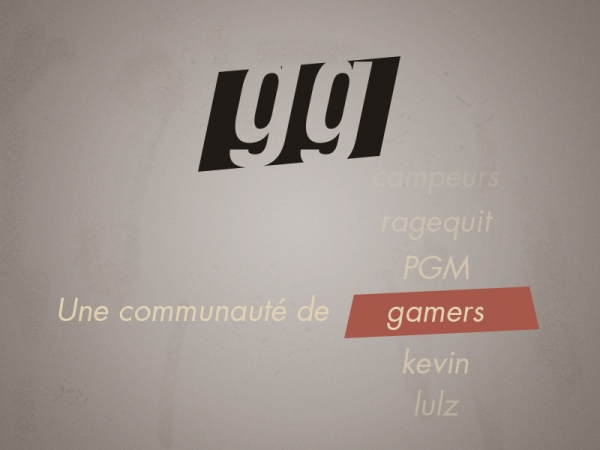 gg
campeurs
ragequit
PGM
Une communauté de gamers
kevin
lulz